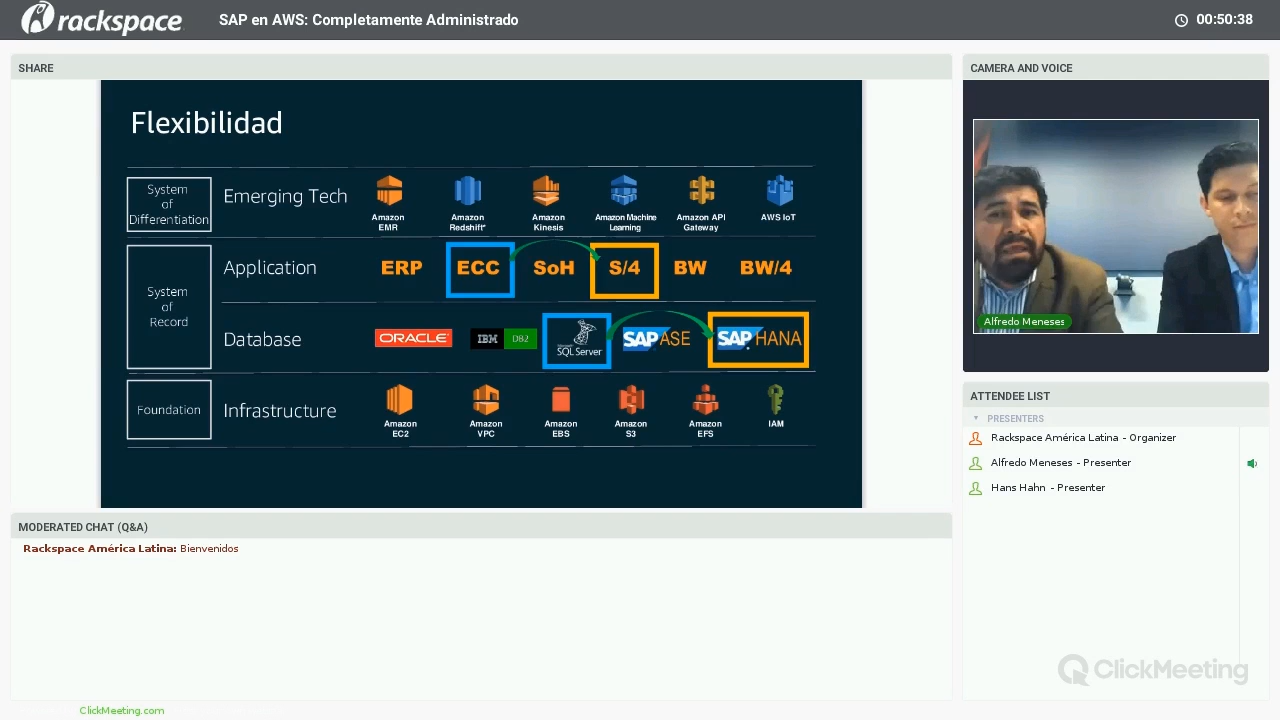 rackspace
SAP en AWS: Completamente Administrado
00:50:38
SHARE
Flexibilidad
System
of
Differentiation
Emerging Tech
Amazon
EMR
Amazon
Redshift*
Amazon
Kinesis
Amazon Machine
Learning
Amazon API
Gateway
AWS IoT
System
of
Record
Application
ERP
ECC
SoH
S/4
BW
BW/4
Database
ORACLE
IBM
DB2
Microsoft
SQL Server
SAP ASE
SAP HANA
Foundation
Infrastructure
Amazon
EC2
Amazon
VPC
Amazon
EBS
Amazon
S3
Amazon
EFS
IAM
MODERATED CHAT (Q&A)
Rackspace América Latina: Bienvenidos
CAMERA AND VOICE
Alfredo Meneses
ATTENDEE LIST
PRESENTERS
Rackspace América Latina - Organizer
Alfredo Meneses - Presenter
Hans Hahn - Presenter
ClickMeeting
ClickMeeting.com